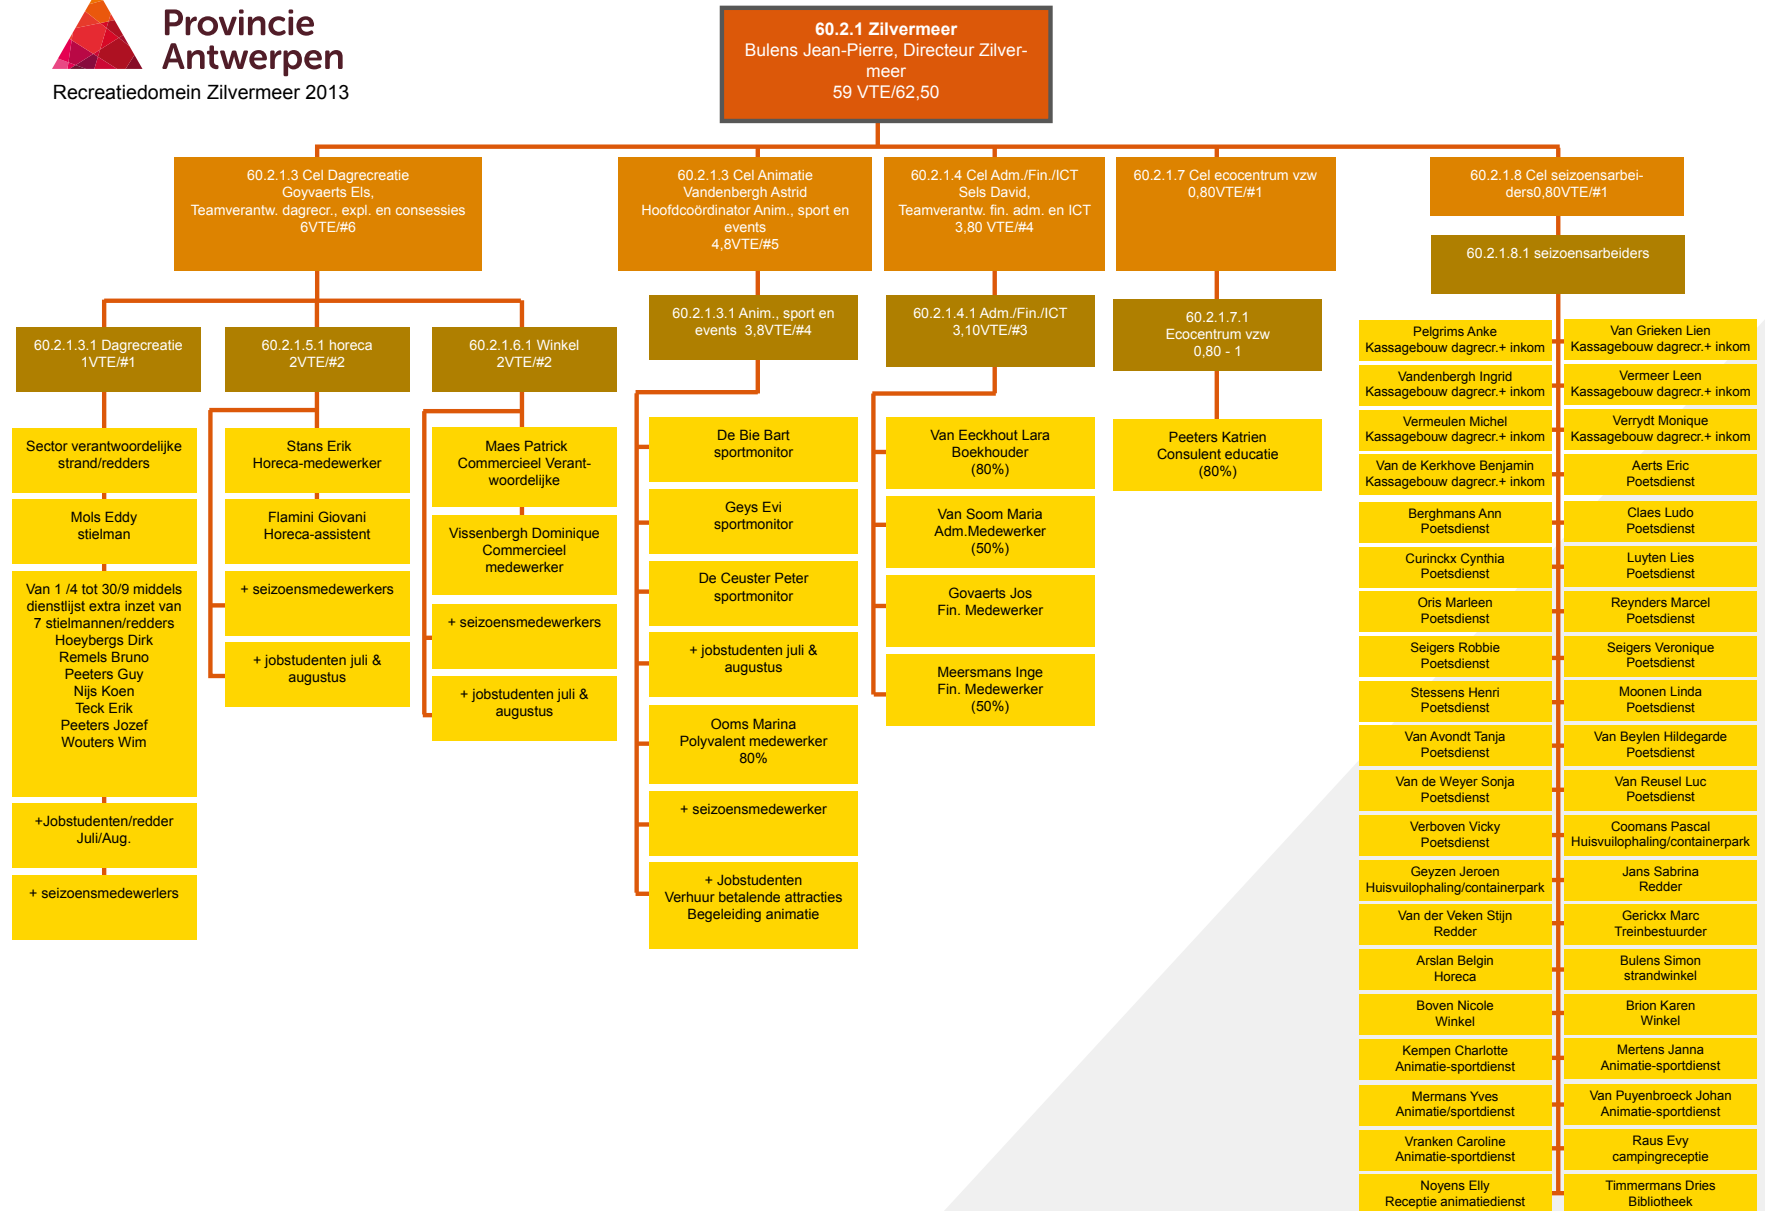 Provincie
Antwerpen
Recreatiedomein Zilvermeer 2013
60.2.1 Zilvermeer
Bulens Jean-Pierre, Directeur Zilver-
meer
59 VTE/62,50
60.2.1.3 Cel Dagrecreatie
Goyvaerts Els,
Teamverantw. dagrecr., expl. en consessies
6VTE/#6
60.2.1.3 Cel Animatie
Vandenbergh Astrid
Hoofdcoördinator Anim., sport en
events
4,8VTE/#5
60.2.1.4 Cel Adm./Fin./ICT
Sels David,
Teamverantw. fin. adm. en ICT
3,80 VTE/#4
60.2.1.7 Cel ecocentrum vzw
0,80VTE/#1
60.2.1.8 Cel seizoensarbei-
ders0,80VTE/#1
60.2.1.3.1 Dagrecreatie
1VTE/#1
Sector verantwoordelijke
strand/redders
Mols Eddy
stielman
Van 1 /4 tot 30/9 middels
dienstlijst extra inzet van
7 stielmannen/redders
Hoeybergs Dirk
Remels Bruno
Peeters Guy
Nijs Koen
Teck Erik
Peeters Jozef
Wouters Wim
+Jobstudenten/redder
Juli/Aug.
+ seizoensmedewerlers
60.2.1.5.1 horeca
2VTE/#2
Stans Erik
Horeca-medewerker
Flamini Giovani
Horeca-assistent
+ seizoensmedewerkers
+ jobstudenten juli &
augustus
60.2.1.6.1 Winkel
2VTE/#2
Maes Patrick
Commercieel Verant-
woordelijke
Vissenbergh Dominique
Commercieel
medewerker
+ seizoensmedewerkers
+ jobstudenten juli &
augustus
60.2.1.3.1 Anim., sport en
events 3,8VTE/#4
De Bie Bart
sportmonitor
Geys Evi
sportmonitor
De Ceuster Peter
sportmonitor
+ jobstudenten juli &
augustus
Ooms Marina
Polyvalent medewerker
80%
+ seizoensmedewerker
+ Jobstudenten
Verhuur betalende attracties
Begeleiding animatie
60.2.1.4.1 Adm./Fin./ICT
3,10VTE/#3
Van Eeckhout Lara
Boekhouder
(80%)
Van Soom Maria
Adm.Medewerker
(50%)
Govaerts Jos
Fin. Medewerker
Meersmans Inge
Fin. Medewerker
(50%)
60.2.1.7.1
Ecocentrum vzw
0,80 - 1
Peeters Katrien
Consulent educatie
(80%)
60.2.1.8.1 seizoensarbeiders
Pelgrims Anke
Kassagebouw dagrecr.+ inkom
Van Grieken Lien
Kassagebouw dagrecr.+ inkom
Vandenbergh Ingrid
Kassagebouw dagrecr.+ inkom
Vermeer Leen
Kassagebouw dagrecr.+ inkom
Vermeulen Michel
Kassagebouw dagrecr.+ inkom
Verrydt Monique
Kassagebouw dagrecr.+ inkom
Van de Kerkhove Benjamin
Kassagebouw dagrecr.+ inkom
Aerts Eric
Poetsdienst
Berghmans Ann
Poetsdienst
Claes Ludo
Poetsdienst
Curinckx Cynthia
Poetsdienst
Luyten Lies
Poetsdienst
Oris Marleen
Poetsdienst
Reynders Marcel
Poetsdienst
Seigers Robbie
Poetsdienst
Seigers Veronique
Poetsdienst
Stessens Henri
Poetsdienst
Moonen Linda
Poetsdienst
Van Avondt Tanja
Poetsdienst
Van Beylen Hildegarde
Poetsdienst
Van de Weyer Sonja
Poetsdienst
Van Reusel Luc
Poetsdienst
Verboven Vicky
Poetsdienst
Coomans Pascal
Huisvuilophaling/containerpark
Geyzen Jeroen
Huisvuilophaling/containerpark
Jans Sabrina
Redder
Van der Veken Stijn
Redder
Gerickx Marc
Treinbestuurder
Arslan Belgin
Horeca
Bulens Simon
strandwinkel
Boven Nicole
Winkel
Brion Karen
Winkel
Kempen Charlotte
Animatie-sportdienst
Mertens Janna
Animatie-sportdienst
Mermans Yves
Animatie/sportdienst
Van Puyenbroeck Johan
Animatie-sportdienst
Vranken Caroline
Animatie-sportdienst
Raus Evy
campingreceptie
Noyens Elly
Receptie animatiedienst
Timmermans Dries
Bibliotheek